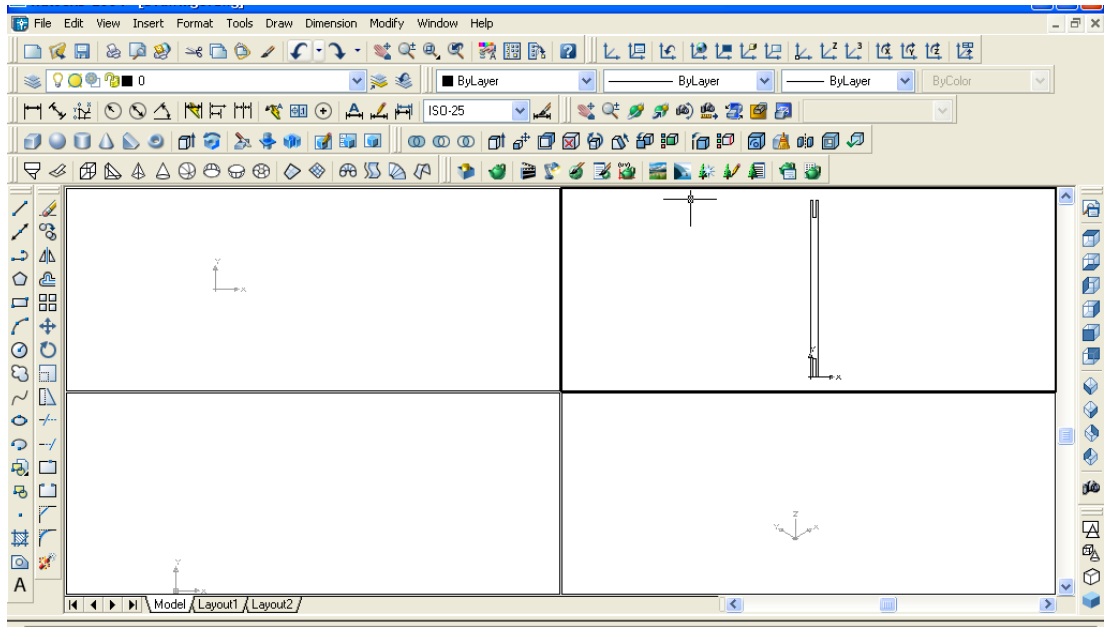 File Edit View Insert Format Tools Draw Dimension Modify Window Help
0 ByLayer ByLayer ByLayer ByColor
ISO-25
Y
X
Y
X
Z
Y X
Y
X
A
Model Layout1 Layout2